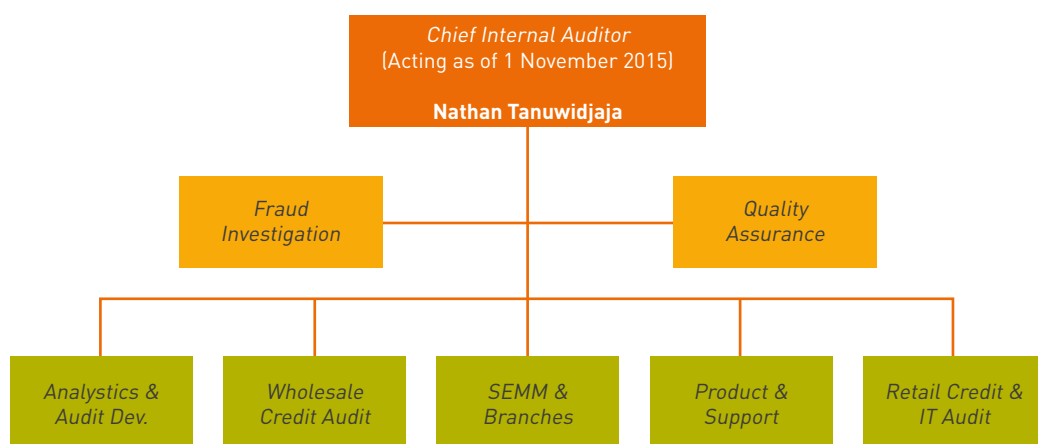 Chief Internal Auditor
(Acting as of 1 November 2015)
Nathan Tanuwidjaja
Fraud
Investigation
Quality
Assurance
Analystics &
Audit Dev.
Wholesale
Credit Audit
SEMM &
Branches
Product &
Support
Retail Credit &
IT Audit